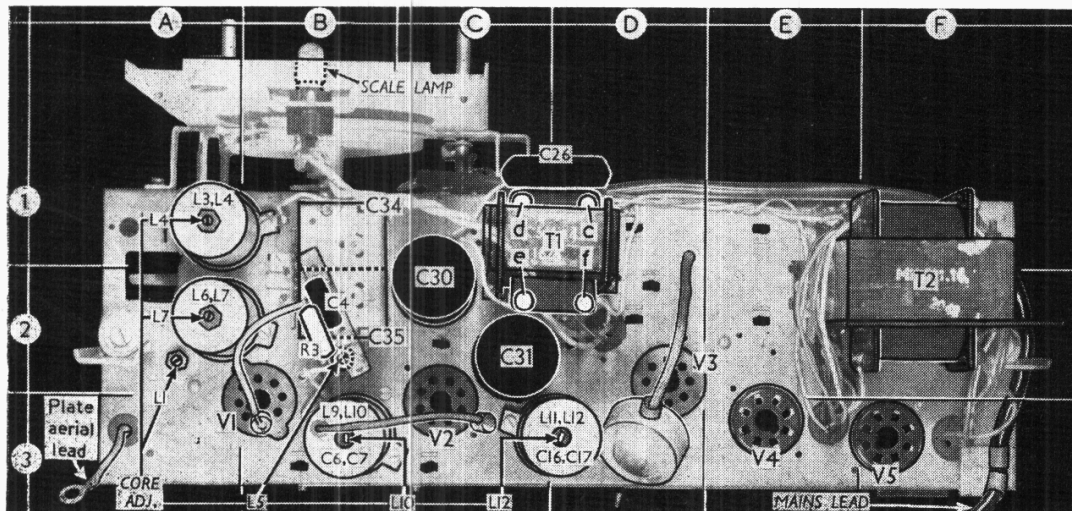 A B C D E F
SCALE LAMP
C26
1
L3, L4
L4
C34
d
c
T1
C30
e
f
T2
L6, L7
L7
C4
2
C35
R3
C31
V3
L1
Plate aerial lead
V1
L9, L10
V2
L11, L12
C6, C7
C16, C17
V4
V5
3
CORE ADJ.
L5
L10
L12
MAINS LEAD